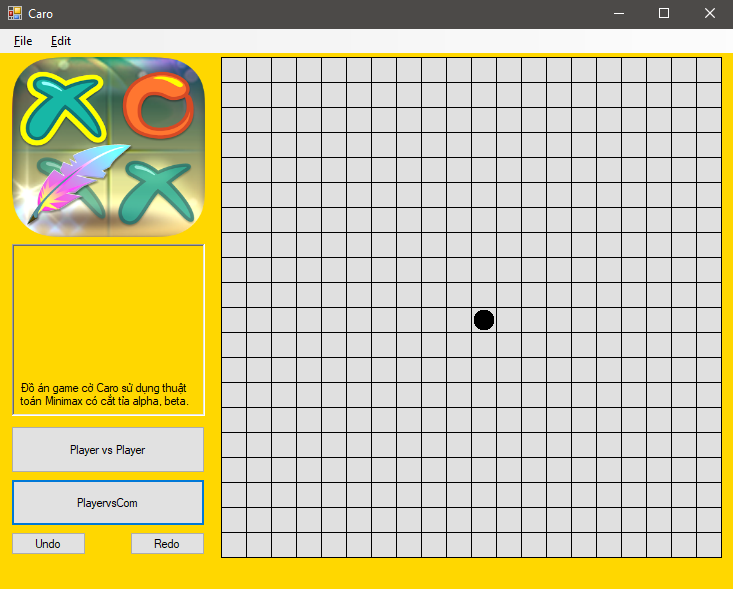 Caro
File Edit
Đồ án game cờ Caro sử dụng thuật
toán Minimax có cắt tỉa alpha, beta.
Player vs Player
PlayervsCom
Undo Redo